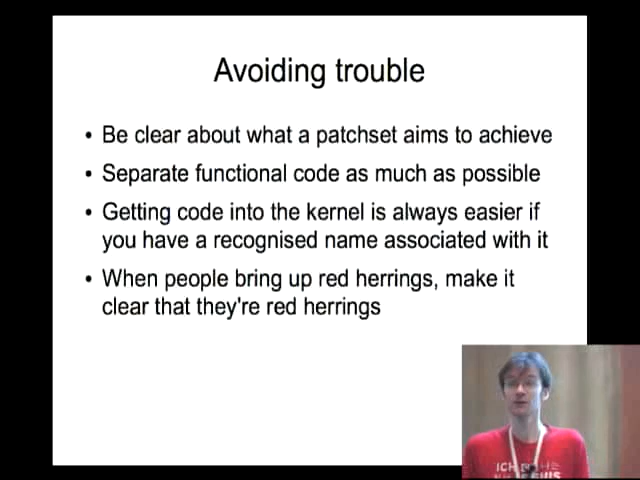 Avoiding trouble
• Be clear about what a patchset aims to achieve
• Separate functional code as much as possible
• Getting code into the kernel is always easier if
you have a recognised name associated with it
• When people bring up red herrings, make it
clear that they're red herrings
ICH